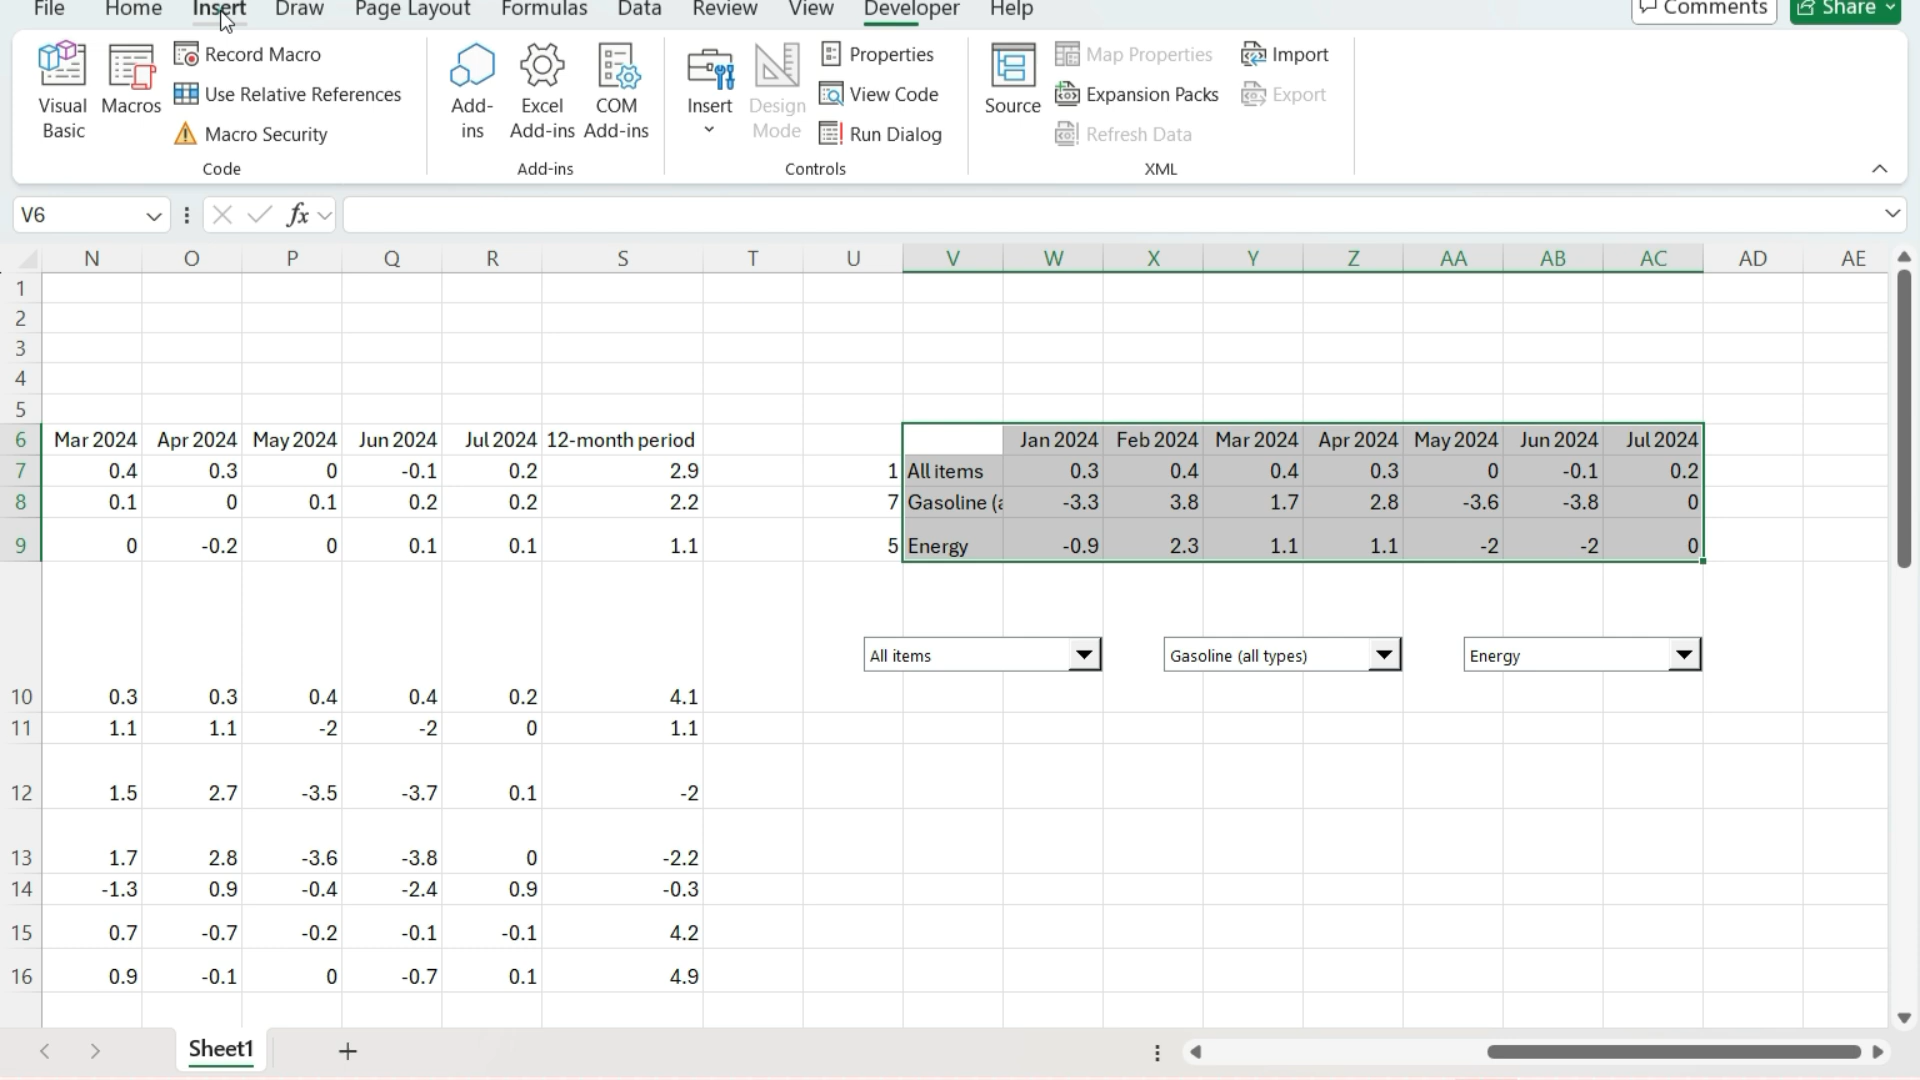 File Home Insert Draw Page Layout Formulas Data Review View Developer Help Comments Share
Record Macro Properties Map Properties Import
Visual Basic Macros Use Relative References Add-ins Excel Add-ins COM Add-ins Insert Design Mode View Code Source Expansion Packs Export
Macro Security Run Dialog Refresh Data
Code Add-ins Controls XML
V6 fx
N O P Q R S T U V W X Y Z AA AB AC AD AE
1
2
3
4
5
6 Mar 2024 Apr 2024 May 2024 Jun 2024 Jul 2024 12-month period Jan 2024 Feb 2024 Mar 2024 Apr 2024 May 2024 Jun 2024 Jul 2024
7 0.4 0.3 0 -0.1 0.2 2.9 1 All items 0.3 0.4 0.4 0.3 0 -0.1 0.2
8 0.1 0 0.1 0.2 0.2 2.2 7 Gasoline (a -3.3 3.8 1.7 2.8 -3.6 -3.8 0
9 0 -0.2 0 0.1 0.1 1.1 5 Energy -0.9 2.3 1.1 1.1 -2 -2 0
All items Gasoline (all types) Energy
10 0.3 0.3 0.4 0.4 0.2 4.1
11 1.1 1.1 -2 -2 0 1.1
12 1.5 2.7 -3.5 -3.7 0.1 -2
13 1.7 2.8 -3.6 -3.8 0 -2.2
14 -1.3 0.9 -0.4 -2.4 0.9 -0.3
15 0.7 -0.7 -0.2 -0.1 -0.1 4.2
16 0.9 -0.1 0 -0.7 0.1 4.9
Sheet1